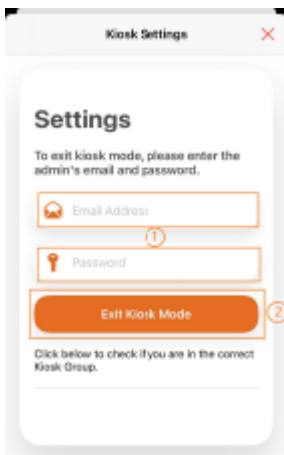 Kiosk Settings
Settings
To exit kiosk mode, please enter the
admin's email and password.
Email Address
①
Password
Exit Kiosk Mode
②
Click below to check if you are in the correct
Kiosk Group.